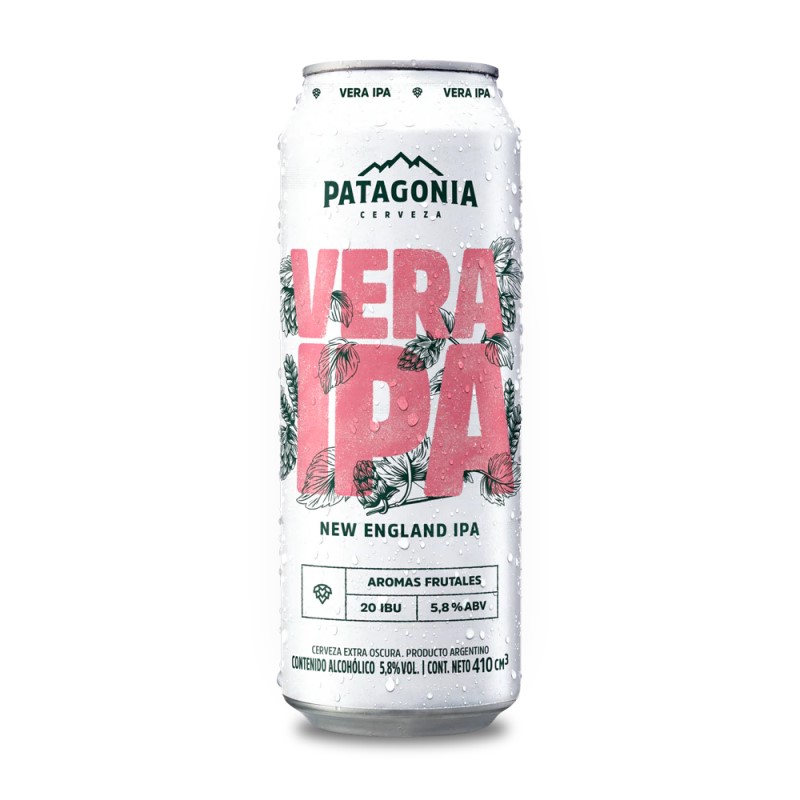 VERA IPA VERA IPA
PATAGONIA
CERVEZA
VERA
IPA
NEW ENGLAND IPA
AROMAS FRUTALES
20 IBU 5,8 % ABV
CERVEZA EXTRA OSCURA. PRODUCTO ARGENTINO
CONTENIDO ALCOHÓLICO 5,8% VOL. | CONT. NETO 410 CM³